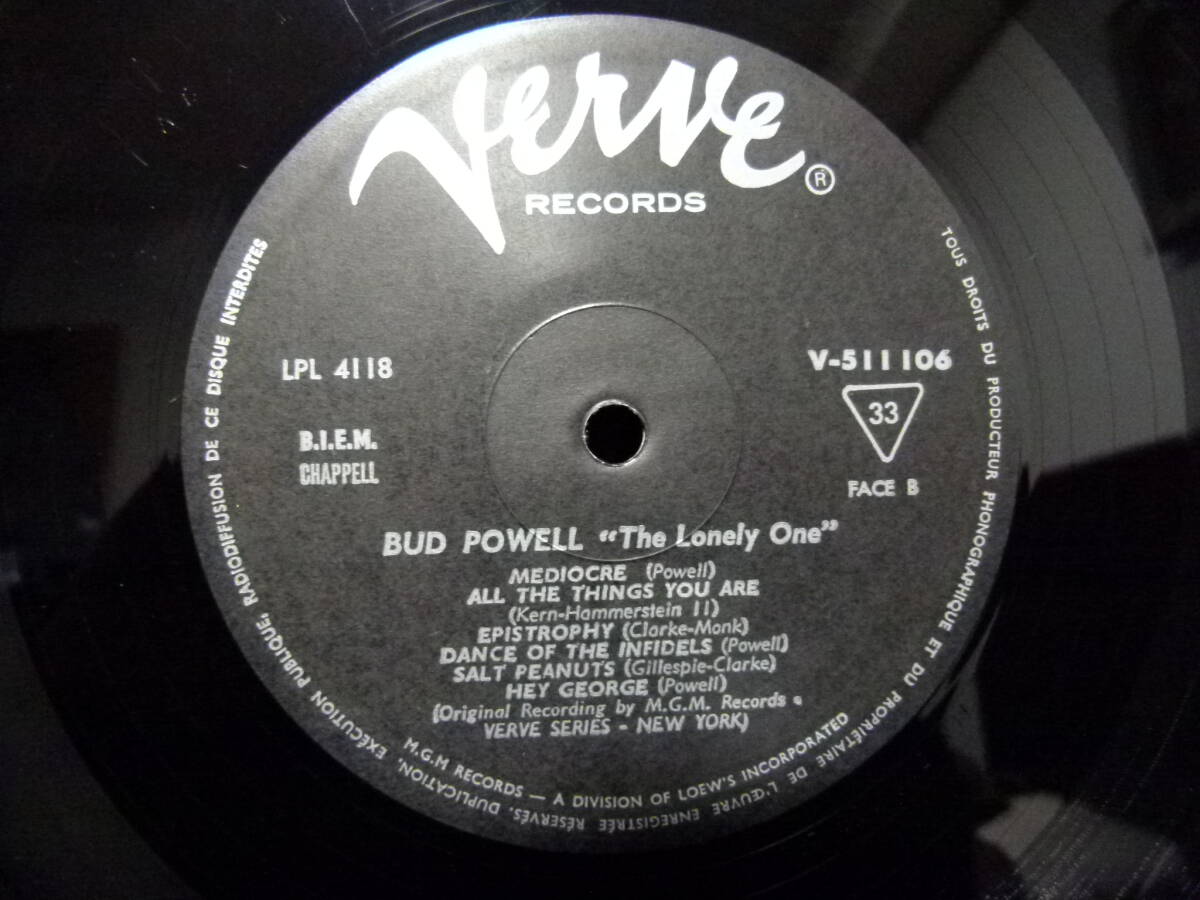 Verve ®
RECORDS
LPL 4118
B.I.E.M.
CHAPPELL
V-511106
33
FACE B
BUD POWELL “The Lonely One”
MEDIOCRE (Powell)
ALL THE THINGS YOU ARE
(Kern-Hammerstein II)
EPISTROPHY (Clarke-Monk)
DANCE OF THE INFIDELS (Powell)
SALT PEANUTS (Gillespie-Clarke)
HEY GEORGE (Powell)
(Original Recording by M.G.M. Records •
VERVE SERIES - NEW YORK)
M.G.M RECORDS — A DIVISION OF LOEW'S INCORPORATED
TOUS DROITS DU PRODUCTEUR PHONOGRAPHIQUE ET DU PROPRIÉTAIRE DE L'ŒUVRE ENREGISTRÉE RÉSERVÉS. DUPLICATION, EXÉCUTION PUBLIQUE, RADIODIFFUSION DE CE DISQUE INTERDITES